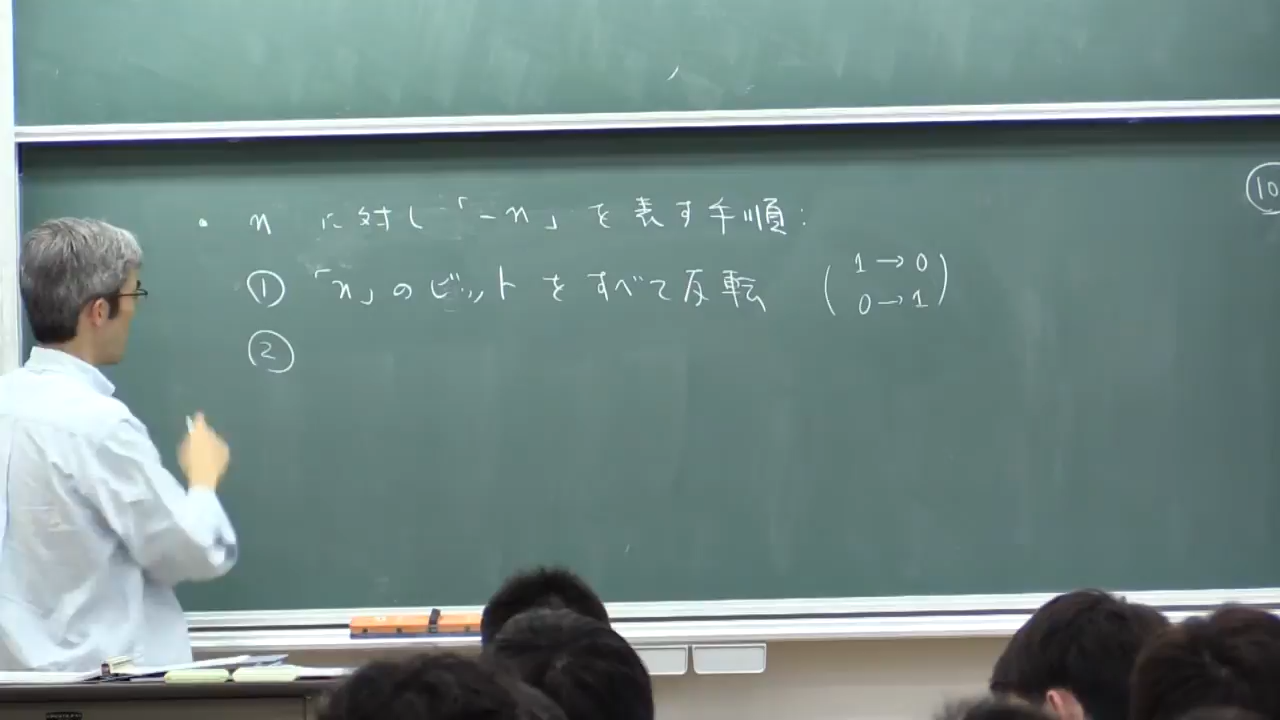 ・ n に対し「-n」を表す手順:
① 「n」のビットをすべて反転 (1→0
0→1)
②
10